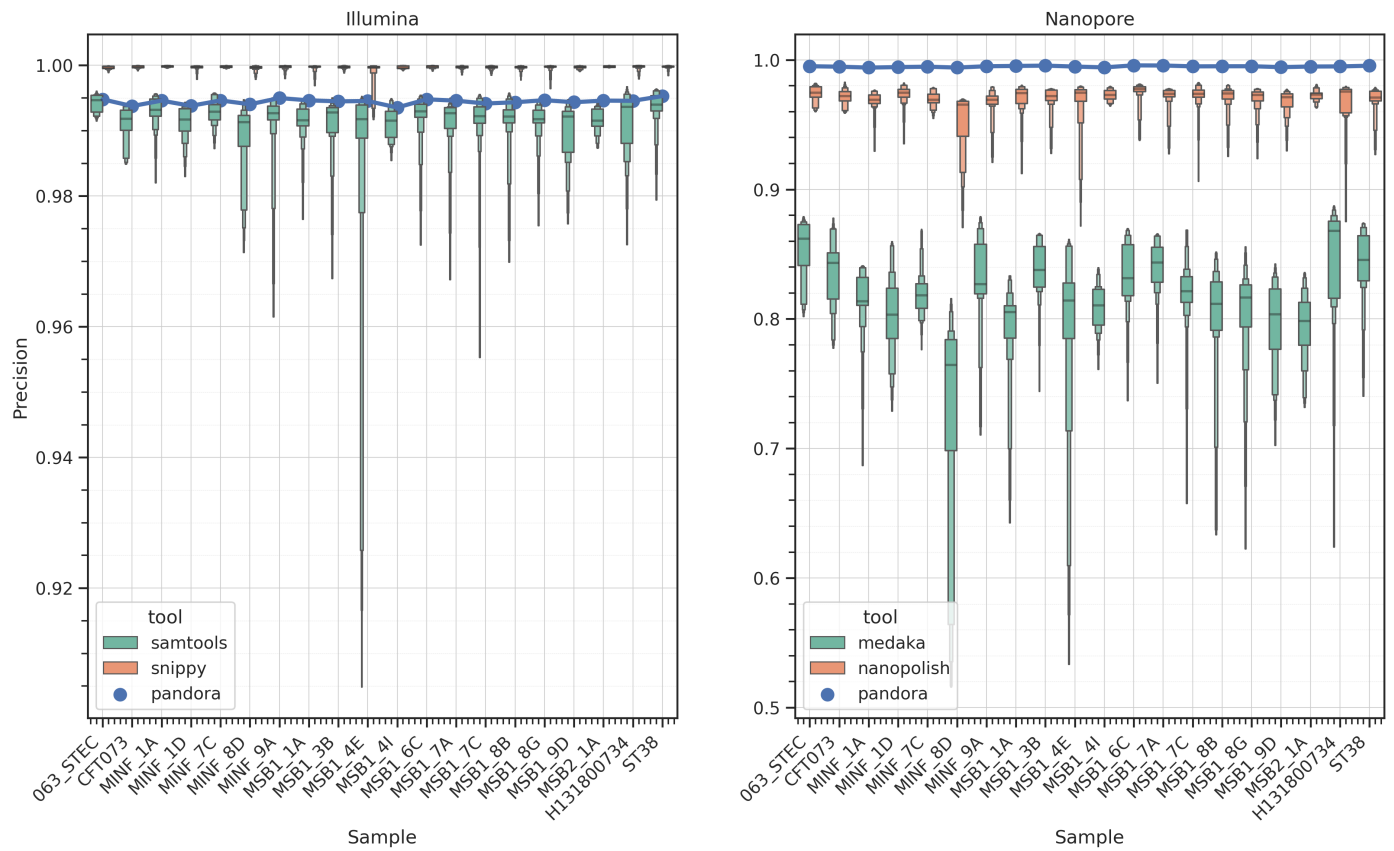 Illumina
Precision
1.00
0.98
0.96
0.94
0.92
tool
samtools
snippy
pandora
063_STEC
CFT073
MINF_1A
MINF_1D
MINF_7C
MINF_8D
MINF_9A
MSB1_1A
MSB1_3B
MSB1_4E
MSB1_4I
MSB1_6C
MSB1_7A
MSB1_7C
MSB1_8B
MSB1_8G
MSB1_9D
MSB2_1A
H131800734
ST38
Sample
Nanopore
1.0
0.9
0.8
0.7
0.6
0.5
tool
medaka
nanopolish
pandora
063_STEC
CFT073
MINF_1A
MINF_1D
MINF_7C
MINF_8D
MINF_9A
MSB1_1A
MSB1_3B
MSB1_4E
MSB1_4I
MSB1_6C
MSB1_7A
MSB1_7C
MSB1_8B
MSB1_8G
MSB1_9D
MSB2_1A
H131800734
ST38
Sample